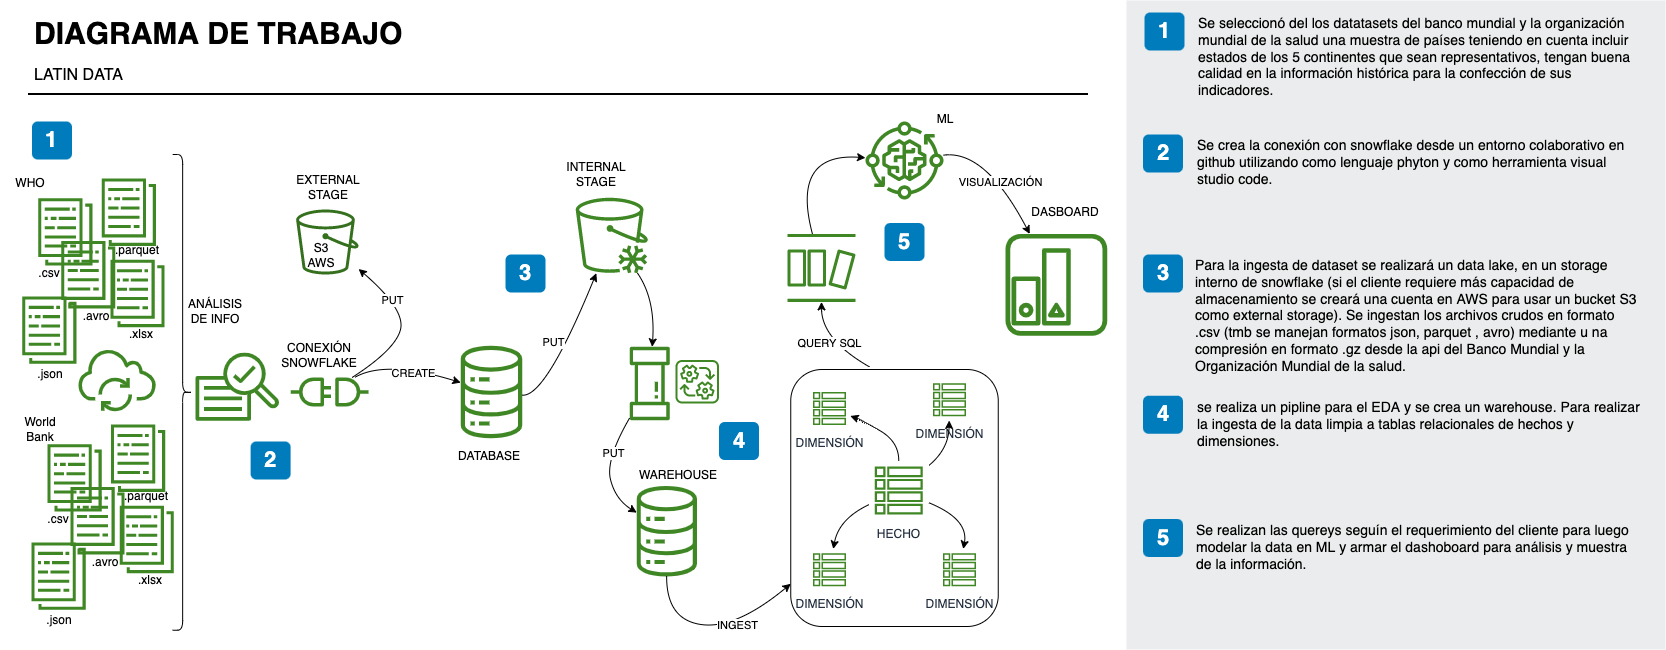 DIAGRAMA DE TRABAJO
LATIN DATA
1
WHO
.parquet
.csv
.avro
.xlsx
.json
World
Bank
.parquet
.csv
.avro
.xlsx
.json
ANÁLISIS
DE INFO
2
EXTERNAL
STAGE
S3
AWS
PUT
CONEXIÓN
SNOWFLAKE
CREATE
DATABASE
3
INTERNAL
STAGE
PUT
PUT
4
WAREHOUSE
INGEST
DIMENSIÓN
DIMENSIÓN
HECHO
DIMENSIÓN
DIMENSIÓN
QUERY SQL
5
ML
VISUALIZACIÓN
DASBOARD
1
Se seleccionó del los datatasets del banco mundial y la organización
mundial de la salud una muestra de países teniendo en cuenta incluir
estados de los 5 continentes que sean representativos, tengan buena
calidad en la información histórica para la confección de sus
indicadores.
2
Se crea la conexión con snowflake desde un entorno colaborativo en
github utilizando como lenguaje phyton y como herramienta visual
studio code.
3
Para la ingesta de dataset se realizará un data lake, en un storage
interno de snowflake (si el cliente requiere más capacidad de
almacenamiento se creará una cuenta en AWS para usar un bucket S3
como external storage). Se ingestan los archivos crudos en formato
.csv (tmb se manejan formatos json, parquet , avro) mediante u na
compresión en formato .gz desde la api del Banco Mundial y la
Organización Mundial de la salud.
4
se realiza un pipline para el EDA y se crea un warehouse. Para realizar
la ingesta de la data limpia a tablas relacionales de hechos y
dimensiones.
5
Se realizan las quereys seguín el requerimiento del cliente para luego
modelar la data en ML y armar el dashoboard para análisis y muestra
de la información.